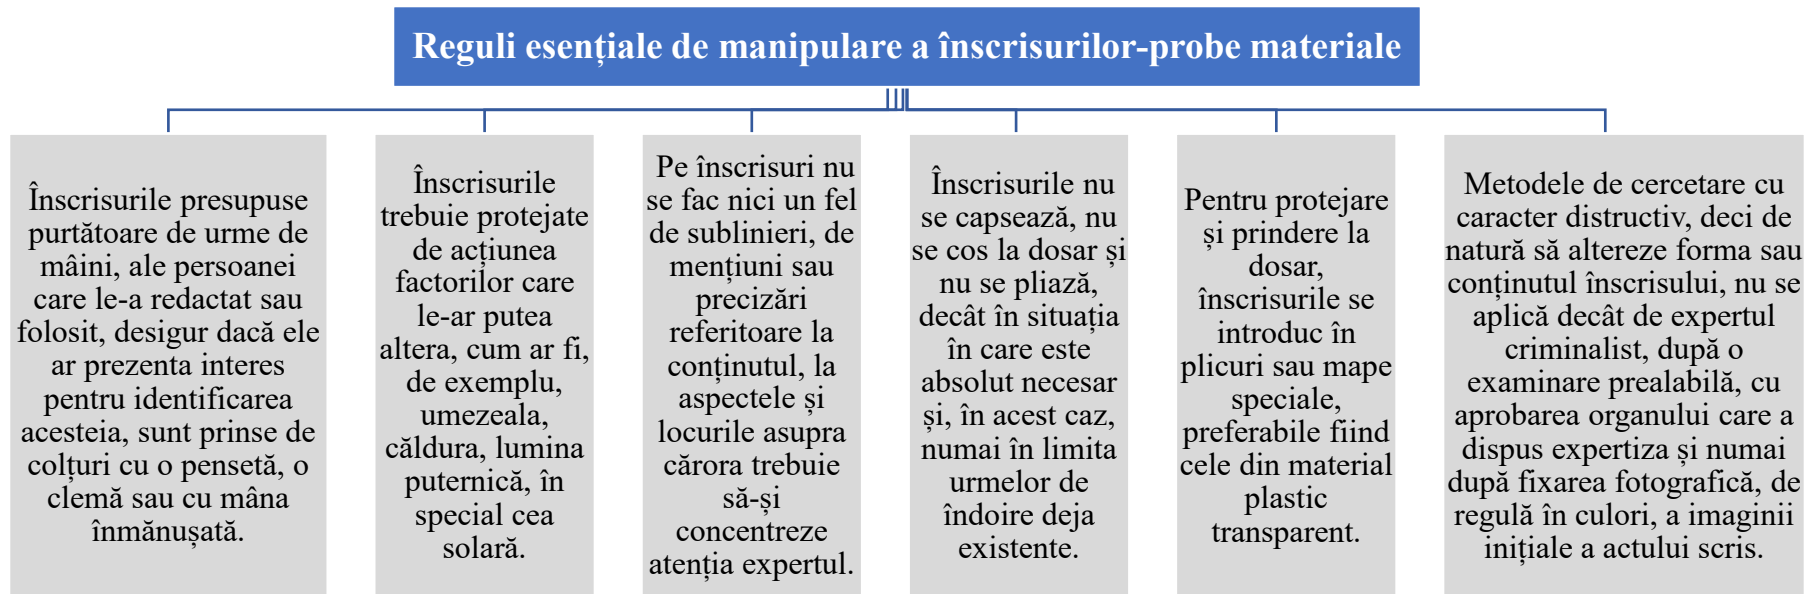 Reguli esențiale de manipulare a înscrisurilor-probe materiale
Înscrisurile presupuse
purtătoare de urme de
mâini, ale persoanei
care le-a redactat sau
folosit, desigur dacă ele
ar prezenta interes
pentru identificarea
acesteia, sunt prinse de
colțuri cu o pensetă, o
clemă sau cu mâna
înmănușată.
Înscrisurile
trebuie protejate
de acțiunea
factorilor care
le-ar putea
altera, cum ar fi,
de exemplu,
umezeala,
căldura, lumina
puternică, în
special cea
solară.
Pe înscrisuri nu
se fac nici un fel
de sublinieri, de
mențiuni sau
precizări
referitoare la
conținutul, la
aspectele și
locurile asupra
cărora trebuie
să-și
concentreze
atenția expertul.
Înscrisurile nu
se capsează, nu
se cos la dosar și
nu se pliază,
decât în situația
în care este
absolut necesar
și, în acest caz,
numai în limita
urmelor de
îndoire deja
existente.
Pentru protejare
și prindere la
dosar,
înscrisurile se
introduc în
plicuri sau mape
speciale,
preferabile fiind
cele din material
plastic
transparent.
Metodele de cercetare cu
caracter distructiv, deci de
natură să altereze forma sau
conținutul înscrisului, nu se
aplică decât de expertul
criminalist, după o
examinare prealabilă, cu
aprobarea organului care a
dispus expertiza și numai
după fixarea fotografică, de
regulă în culori, a imaginii
inițiale a actului scris.